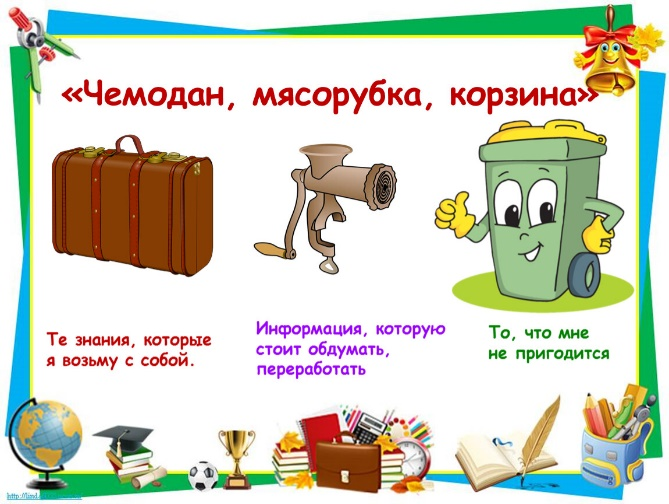 «Чемодан, мясорубка, корзина»
Те знания, которые
я возьму с собой.
Информация, которую
стоит обдумать,
переработать
То, что мне
не пригодится